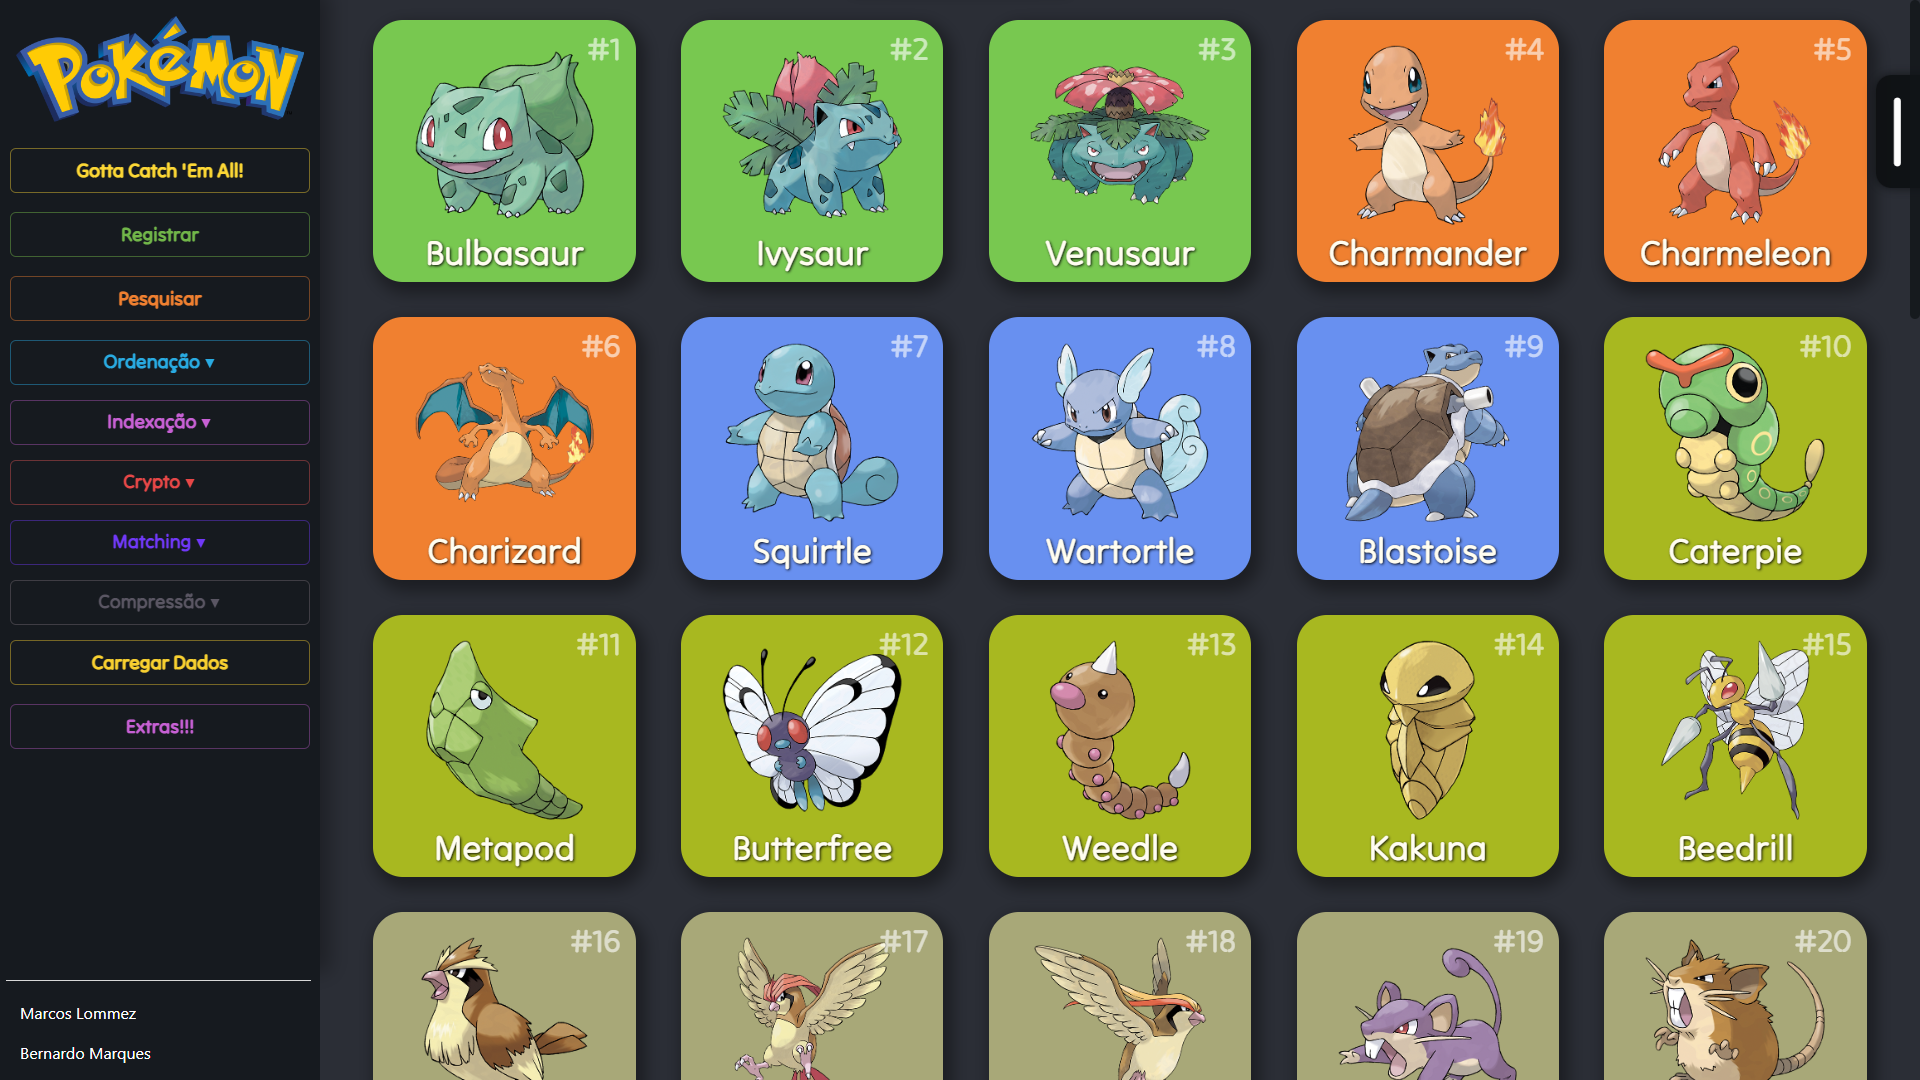 POKéMON
Gotta Catch 'Em All!
Registrar
Pesquisar
Ordenação ▾
Indexação ▾
Crypto ▾
Matching ▾
Compressão ▾
Carregar Dados
Extras!!!
Marcos Lommez
Bernardo Marques
#1
Bulbasaur
#2
Ivysaur
#3
Venusaur
#4
Charmander
#5
Charmeleon
#6
Charizard
#7
Squirtle
#8
Wartortle
#9
Blastoise
#10
Caterpie
#11
Metapod
#12
Butterfree
#13
Weedle
#14
Kakuna
#15
Beedrill
#16
#17
#18
#19
#20